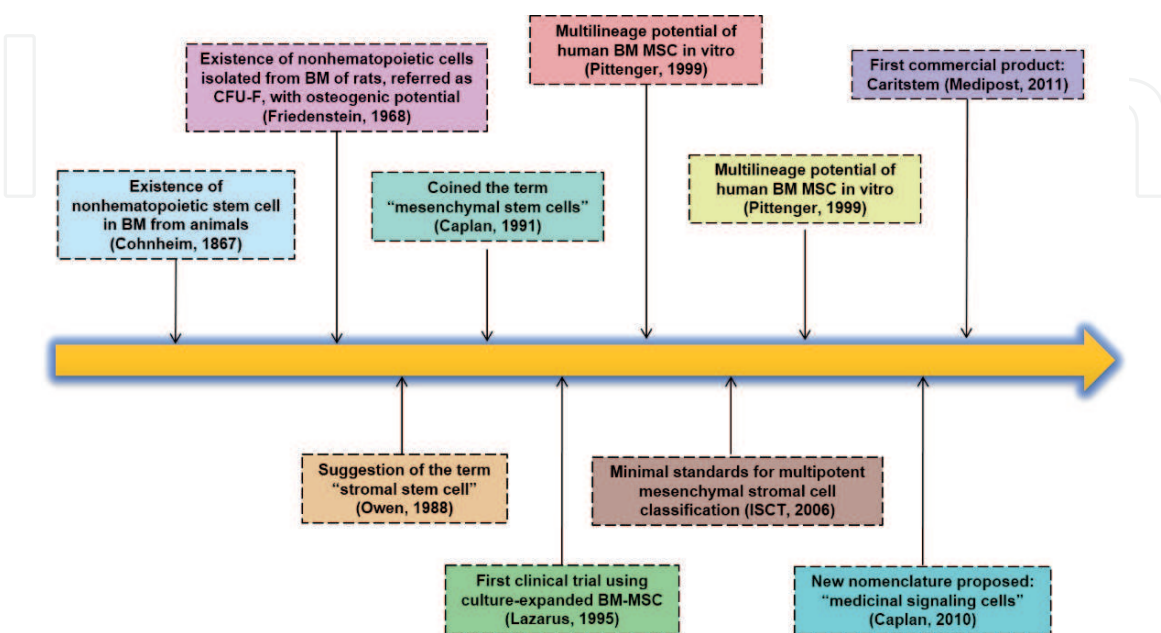 Existence of nonhematopoietic cells
isolated from BM of rats, referred as
CFU-F, with osteogenic potential
(Friedenstein, 1968)
Multilineage potential of
human BM MSC in vitro
(Pittenger, 1999)
First commercial product:
Caritstem (Medipost, 2011)
Existence of
nonhematopoietic stem cell
in BM from animals
(Cohnheim, 1867)
Coined the term
“mesenchymal stem cells”
(Caplan, 1991)
Multilineage potential of
human BM MSC in vitro
(Pittenger, 1999)
Suggestion of the term
“stromal stem cell”
(Owen, 1988)
Minimal standards for multipotent
mesenchymal stromal cell
classification (ISCT, 2006)
First clinical trial using
culture-expanded BM-MSC
(Lazarus, 1995)
New nomenclature proposed:
“medicinal signaling cells”
(Caplan, 2010)